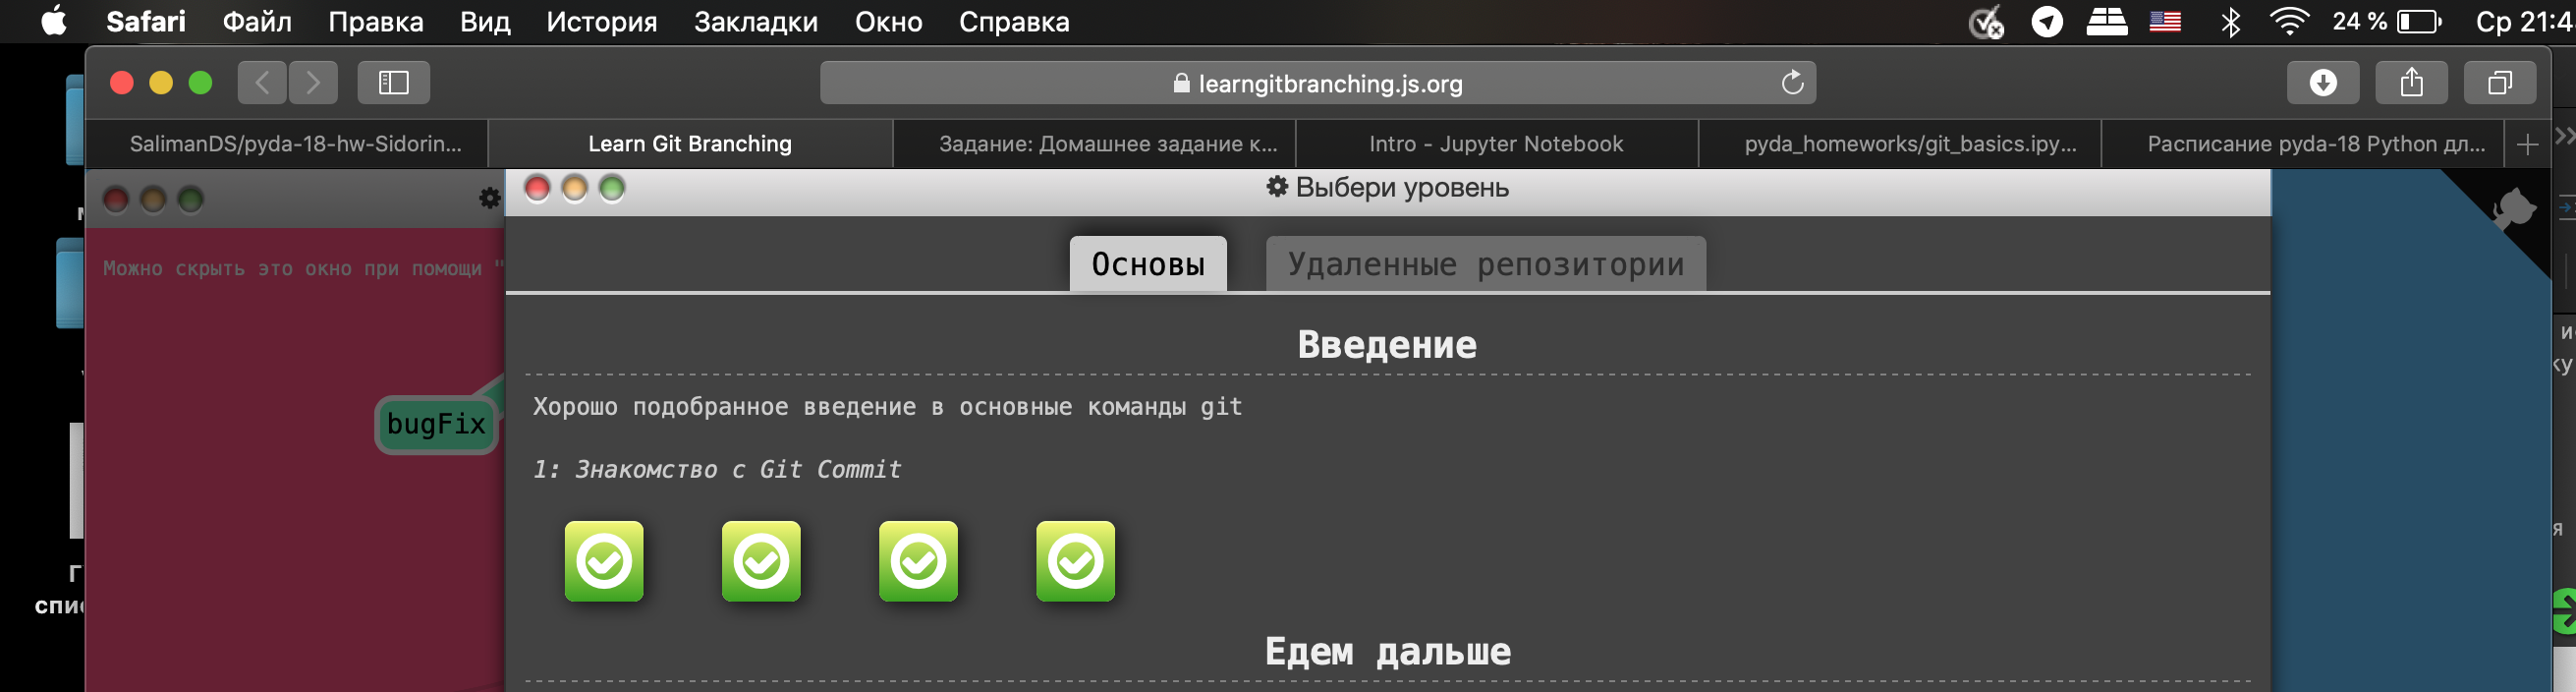 Safari Файл Правка Вид История Закладки Окно Справка 24 % Ср 21:4
learngitbranching.js.org
SalimanDS/pyda-18-hw-Sidorin... Learn Git Branching Задание: Домашнее задание к... Intro - Jupyter Notebook pyda_homeworks/git_basics.ipy... Расписание pyda-18 Python дл...
Выбери уровень
Можно скрыть это окно при помощи "
Основы Удаленные репозитории
Введение
Хорошо подобранное введение в основные команды git
bugFix
1: Знакомство с Git Commit
Едем дальше